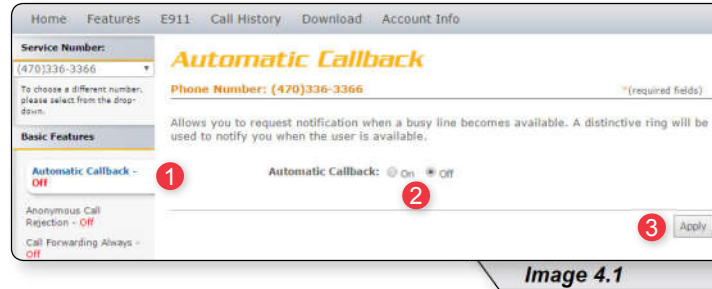 Home Features E911 Call History Download Account Info
Service Number:
(470)336-3366
To choose a different number,
please select from the drop-
down.
Basic Features
Automatic Callback -
Off
Anonymous Call
Rejection - Off
Call Forwarding Always -
Off
Automatic Callback
Phone Number: (470)336-3366 *(required fields)
Allows you to request notification when a busy line becomes available. A distinctive ring will be
used to notify you when the user is available.
1
Automatic Callback: On Off
2
3 Apply
Image 4.1